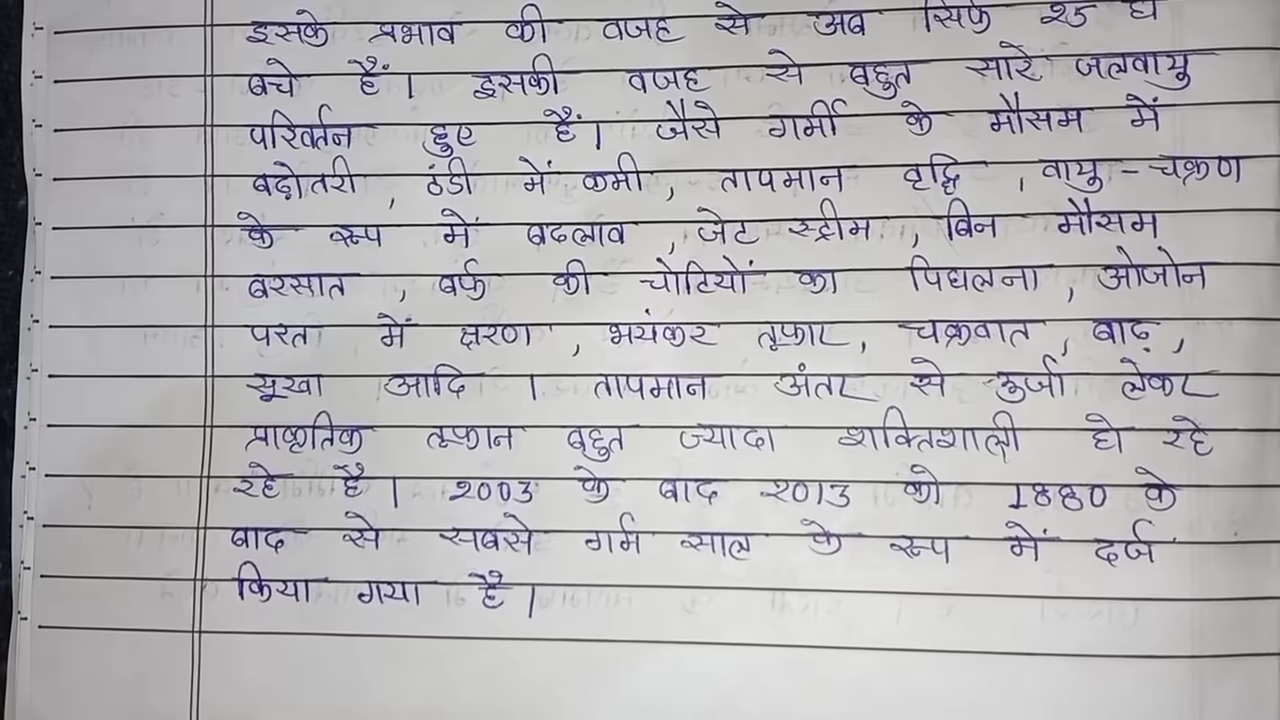 इसके प्रभाव की वजह से अब सिर्फ 25 ही
बचे हैं। इसकी वजह से बहुत सारे जलवायु
परिवर्तन हुए हैं। जैसे गर्मी के मौसम में
बढ़ोतरी, ठंडी में कमी, तापमान वृद्धि, वायु-चक्रण
के रूप में बदलाव, जेट स्ट्रीम, बिन मौसम
बरसात, बर्फ की चोटियों का पिघलना, ओजोन
परत में क्षरण, भयंकर तूफान, चक्रवात, बाढ़,
सूखा आदि। तापमान अंतर से ऊर्जा लेकर
प्राकृतिक तूफान बहुत ज्यादा शक्तिशाली हो रहे
रहे है। 2003 के बाद 2013 को 1880 के
बाद से सबसे गर्म साल के रूप में दर्ज
किया गया है।